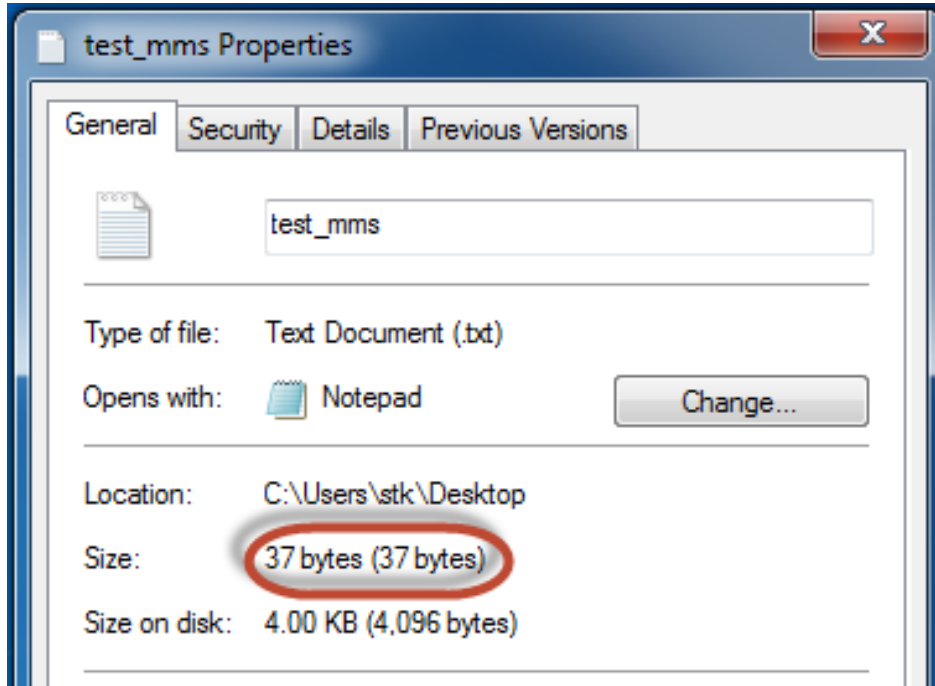 test_mms Properties
General Security Details Previous Versions
test_mms
Type of file: Text Document (.txt)
Opens with: Notepad Change...
Location: C:\Users\stk\Desktop
Size: 37 bytes (37 bytes)
Size on disk: 4.00 KB (4,096 bytes)